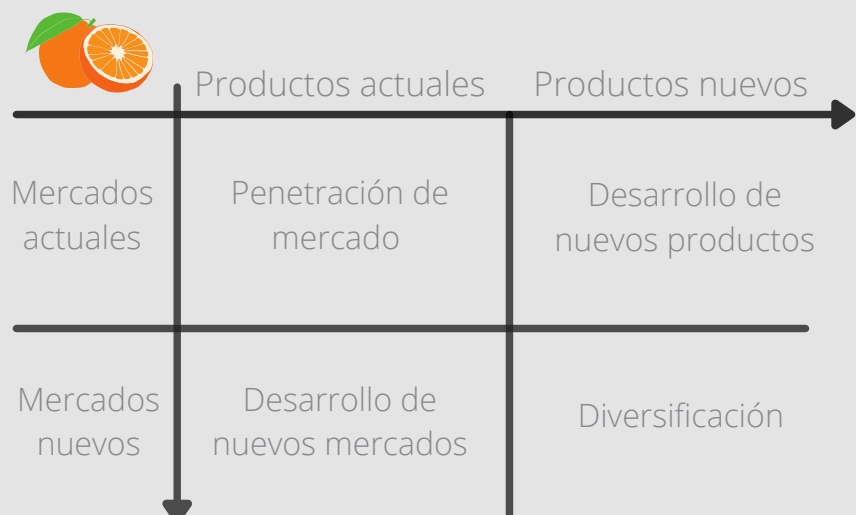 Productos actuales
Productos nuevos
Mercados
actuales
Penetración de
mercado
Desarrollo de
nuevos productos
Mercados
nuevos
Desarrollo de
nuevos mercados
Diversificación